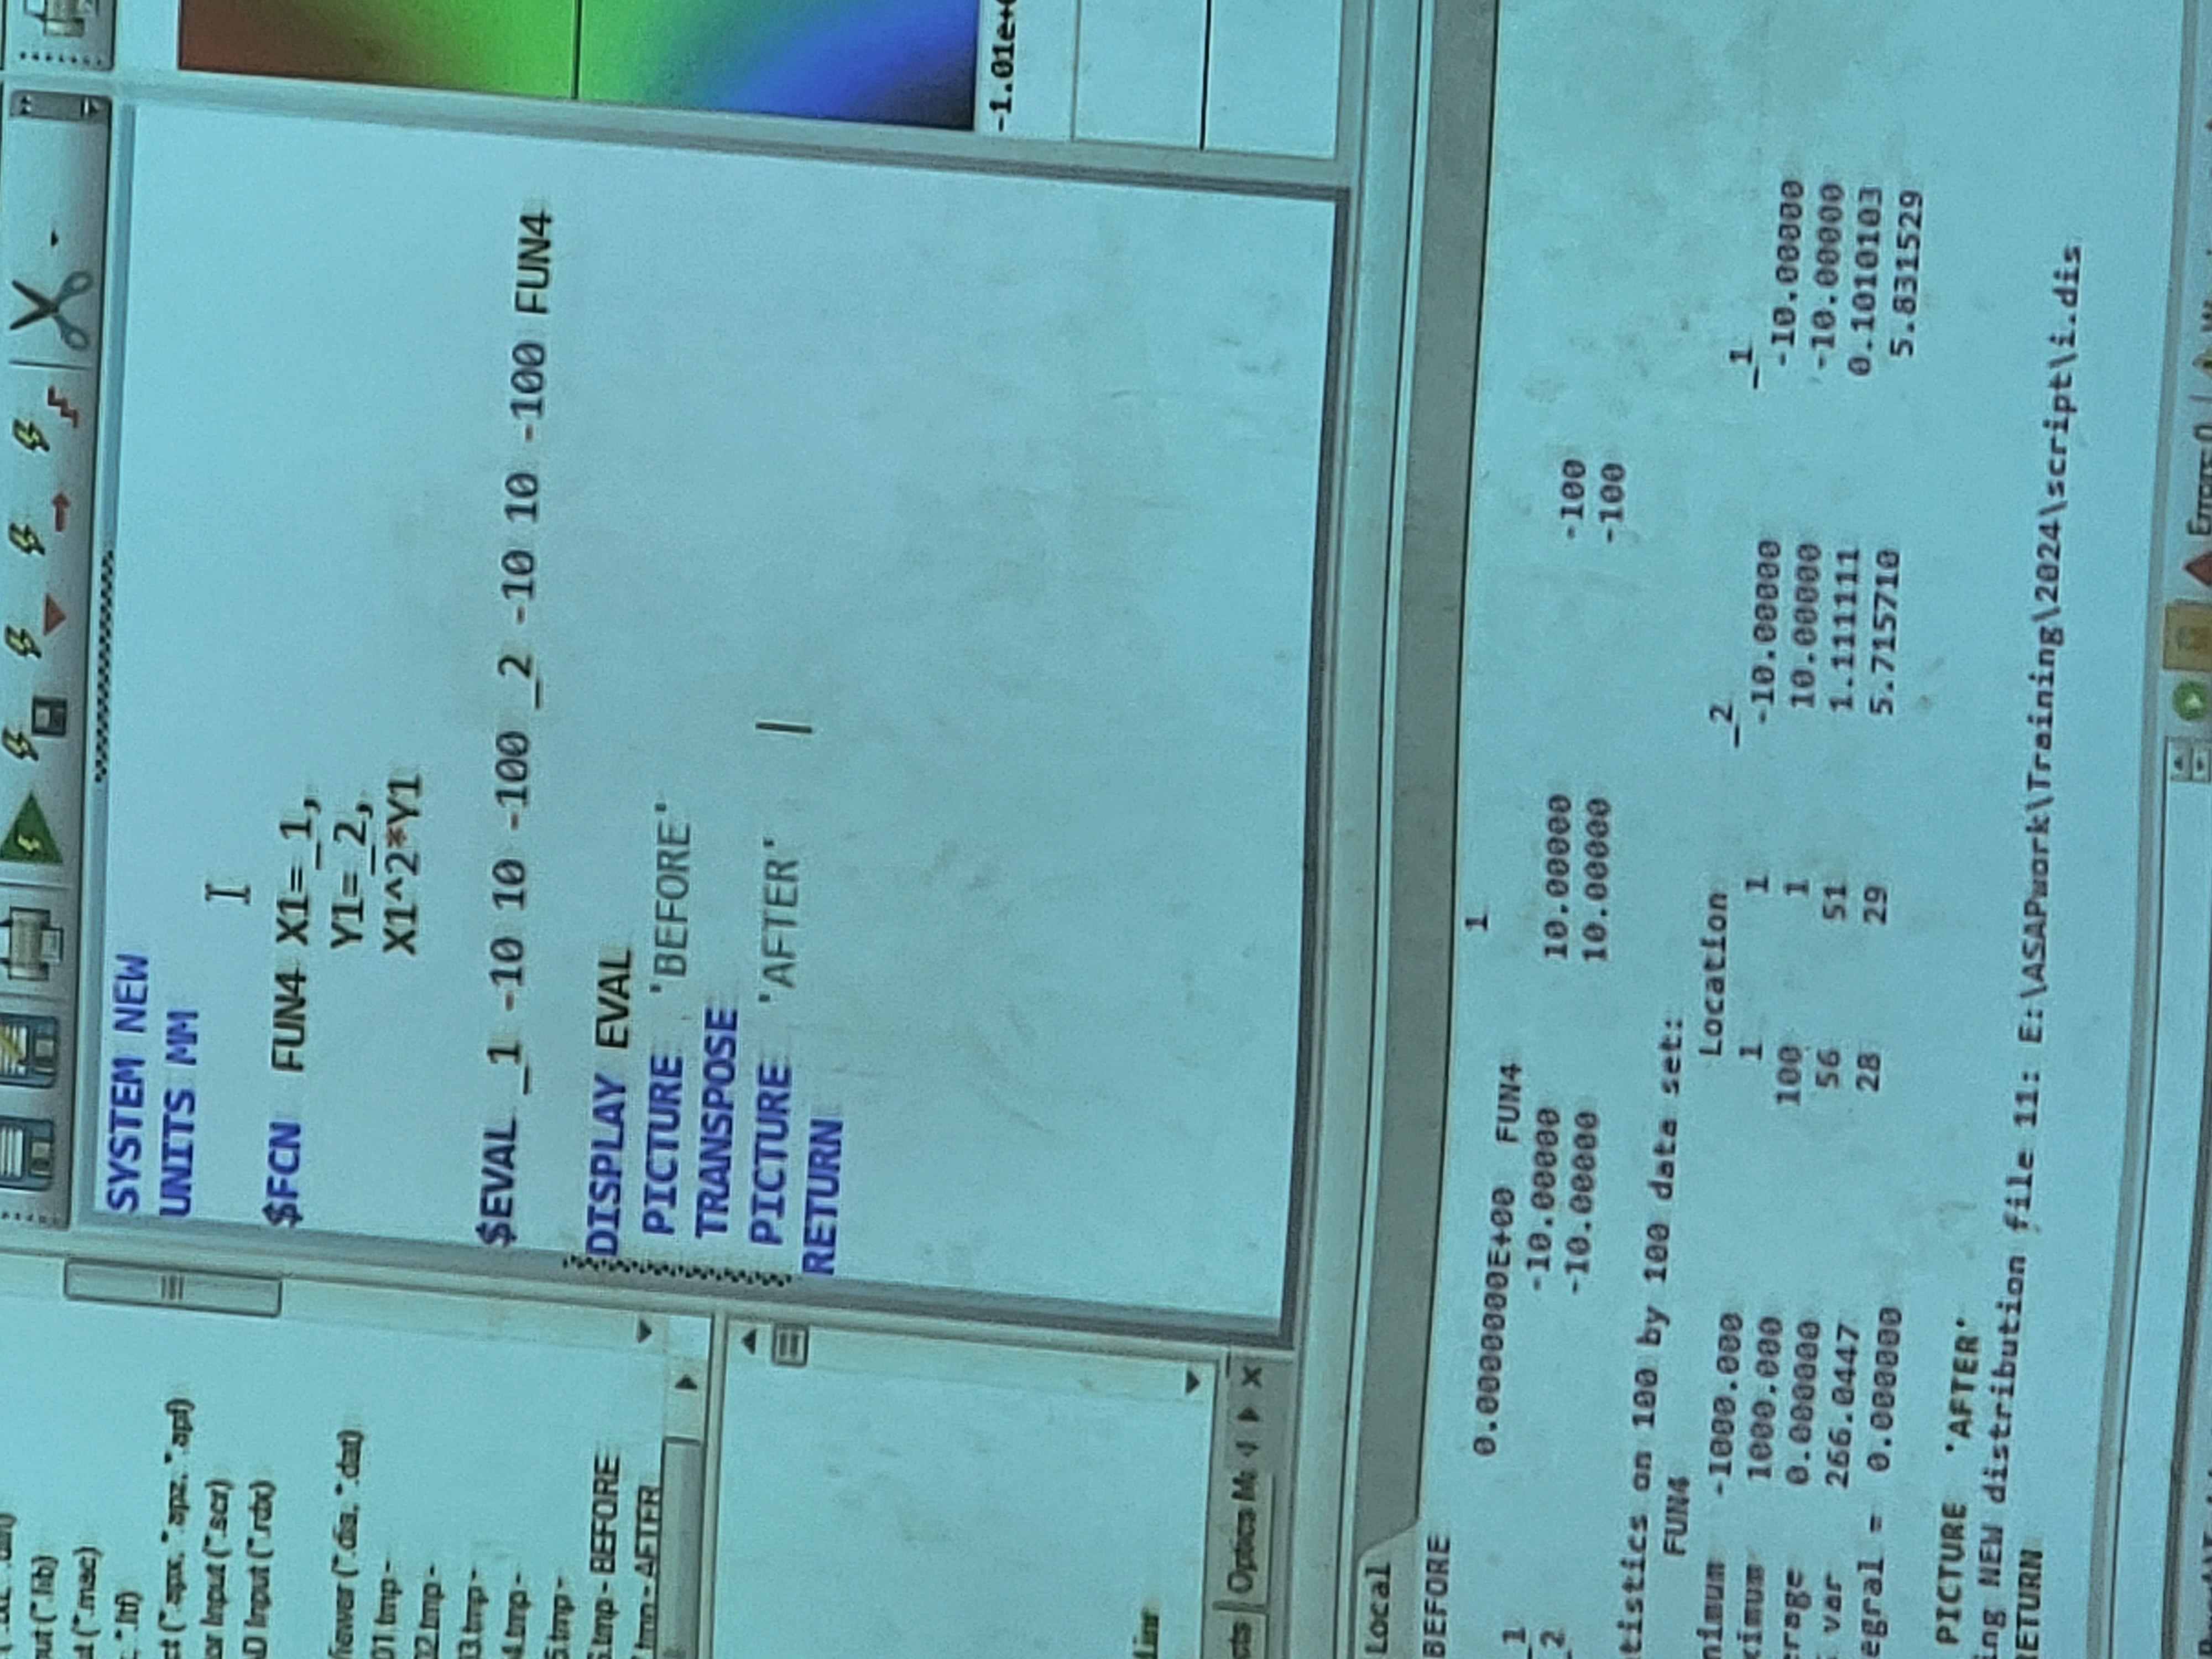 (*.lib)
(*.mac)
*.ltf)
(*.apx, *.apz, *.apf)
or Input (*.scr)
Input (*.rdx)
(*.dis, *.dat)
01.tmp -
02.tmp -
3.tmp -
4.tmp -
5.tmp -
.tmp - BEFORE
AFTER
Optics
SYSTEM NEW
UNITS MM
$FCN FUN4 X1=_1,
Y1=_2,
X1^2*Y1
$EVAL _1 -10 10 -100 _2 -10 10 -100 FUN4
DISPLAY EVAL
PICTURE 'BEFORE'
TRANSPOSE
PICTURE 'AFTER'
RETURN
-1.01e+
Local
BEFORE
0.0000000E+00 FUN4 1
_1 -10.00000 10.00000 -100
_2 -10.00000 10.00000 -100
tistics on 100 by 100 data set:
FUN4 Location _2 _1
nimum -1000.000 1 1 -10.00000 -10.00000
ximum 1000.000 100 1 10.00000 -10.00000
erage 0.000000 56 51 1.111111 0.1010103
var 266.0447 28 29 5.715710 5.831529
egral = 0.000000
PICTURE 'AFTER'
ing NEW distribution file 11: E:\ASAPwork\Training\2024\script\i.dis
RETURN
Errors: 0